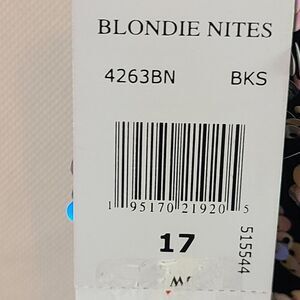 BLONDIE NITES
4263BN BKS
1 95170 21920 5
17
515544